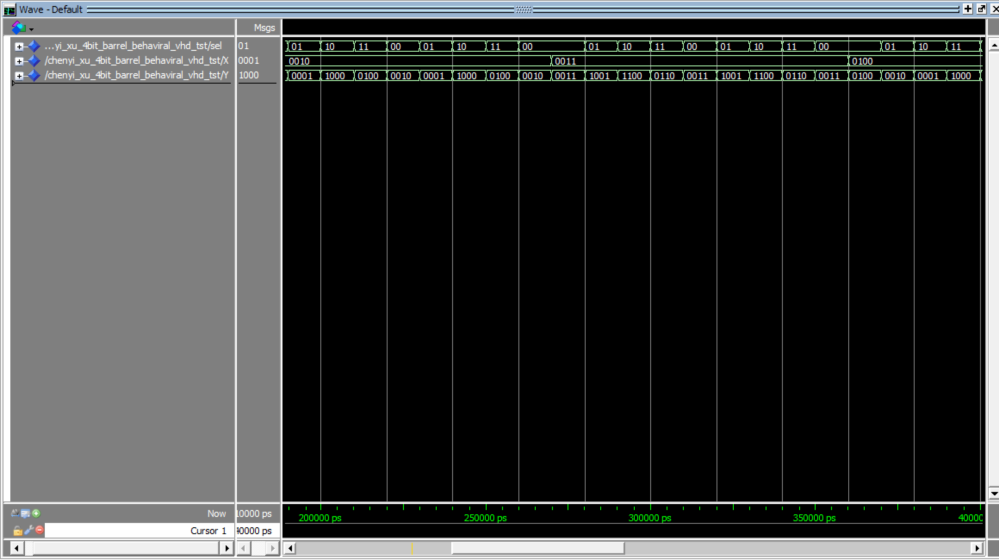 Wave - Default
Msgs
...yi_xu_4bit_barrel_behaviral_vhd_tst/sel 01 01 10 11 00 01 10 11 00 01 10 11 00 01 10 11 00 01 10 11
/chenyi_xu_4bit_barrel_behaviral_vhd_tst/X 0001 0010 0011 0100
/chenyi_xu_4bit_barrel_behaviral_vhd_tst/Y 1000 0001 1000 0100 0010 0001 1000 0100 0010 0011 1001 1100 0110 0011 1001 1100 0110 0011 0100 0010 0001 1000
Now 10000 ps 200000 ps 250000 ps 300000 ps 350000 ps 40000
Cursor 1 40000 ps